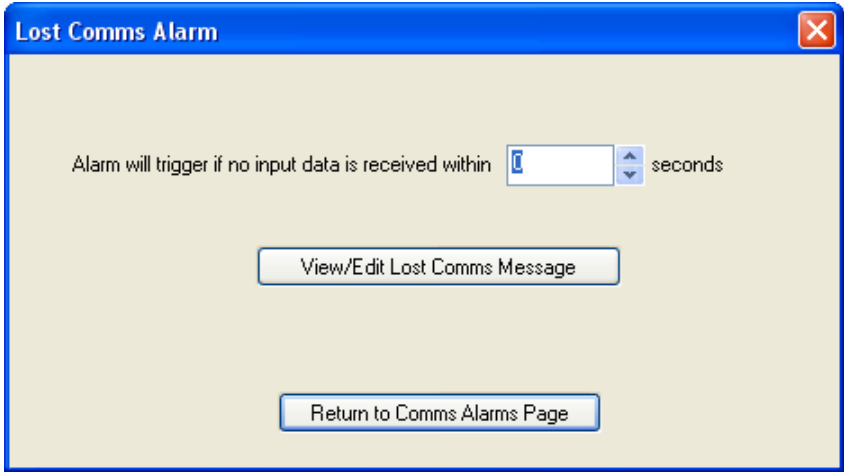 Lost Comms Alarm
Alarm will trigger if no input data is received within 0 seconds
View/Edit Lost Comms Message
Return to Comms Alarms Page